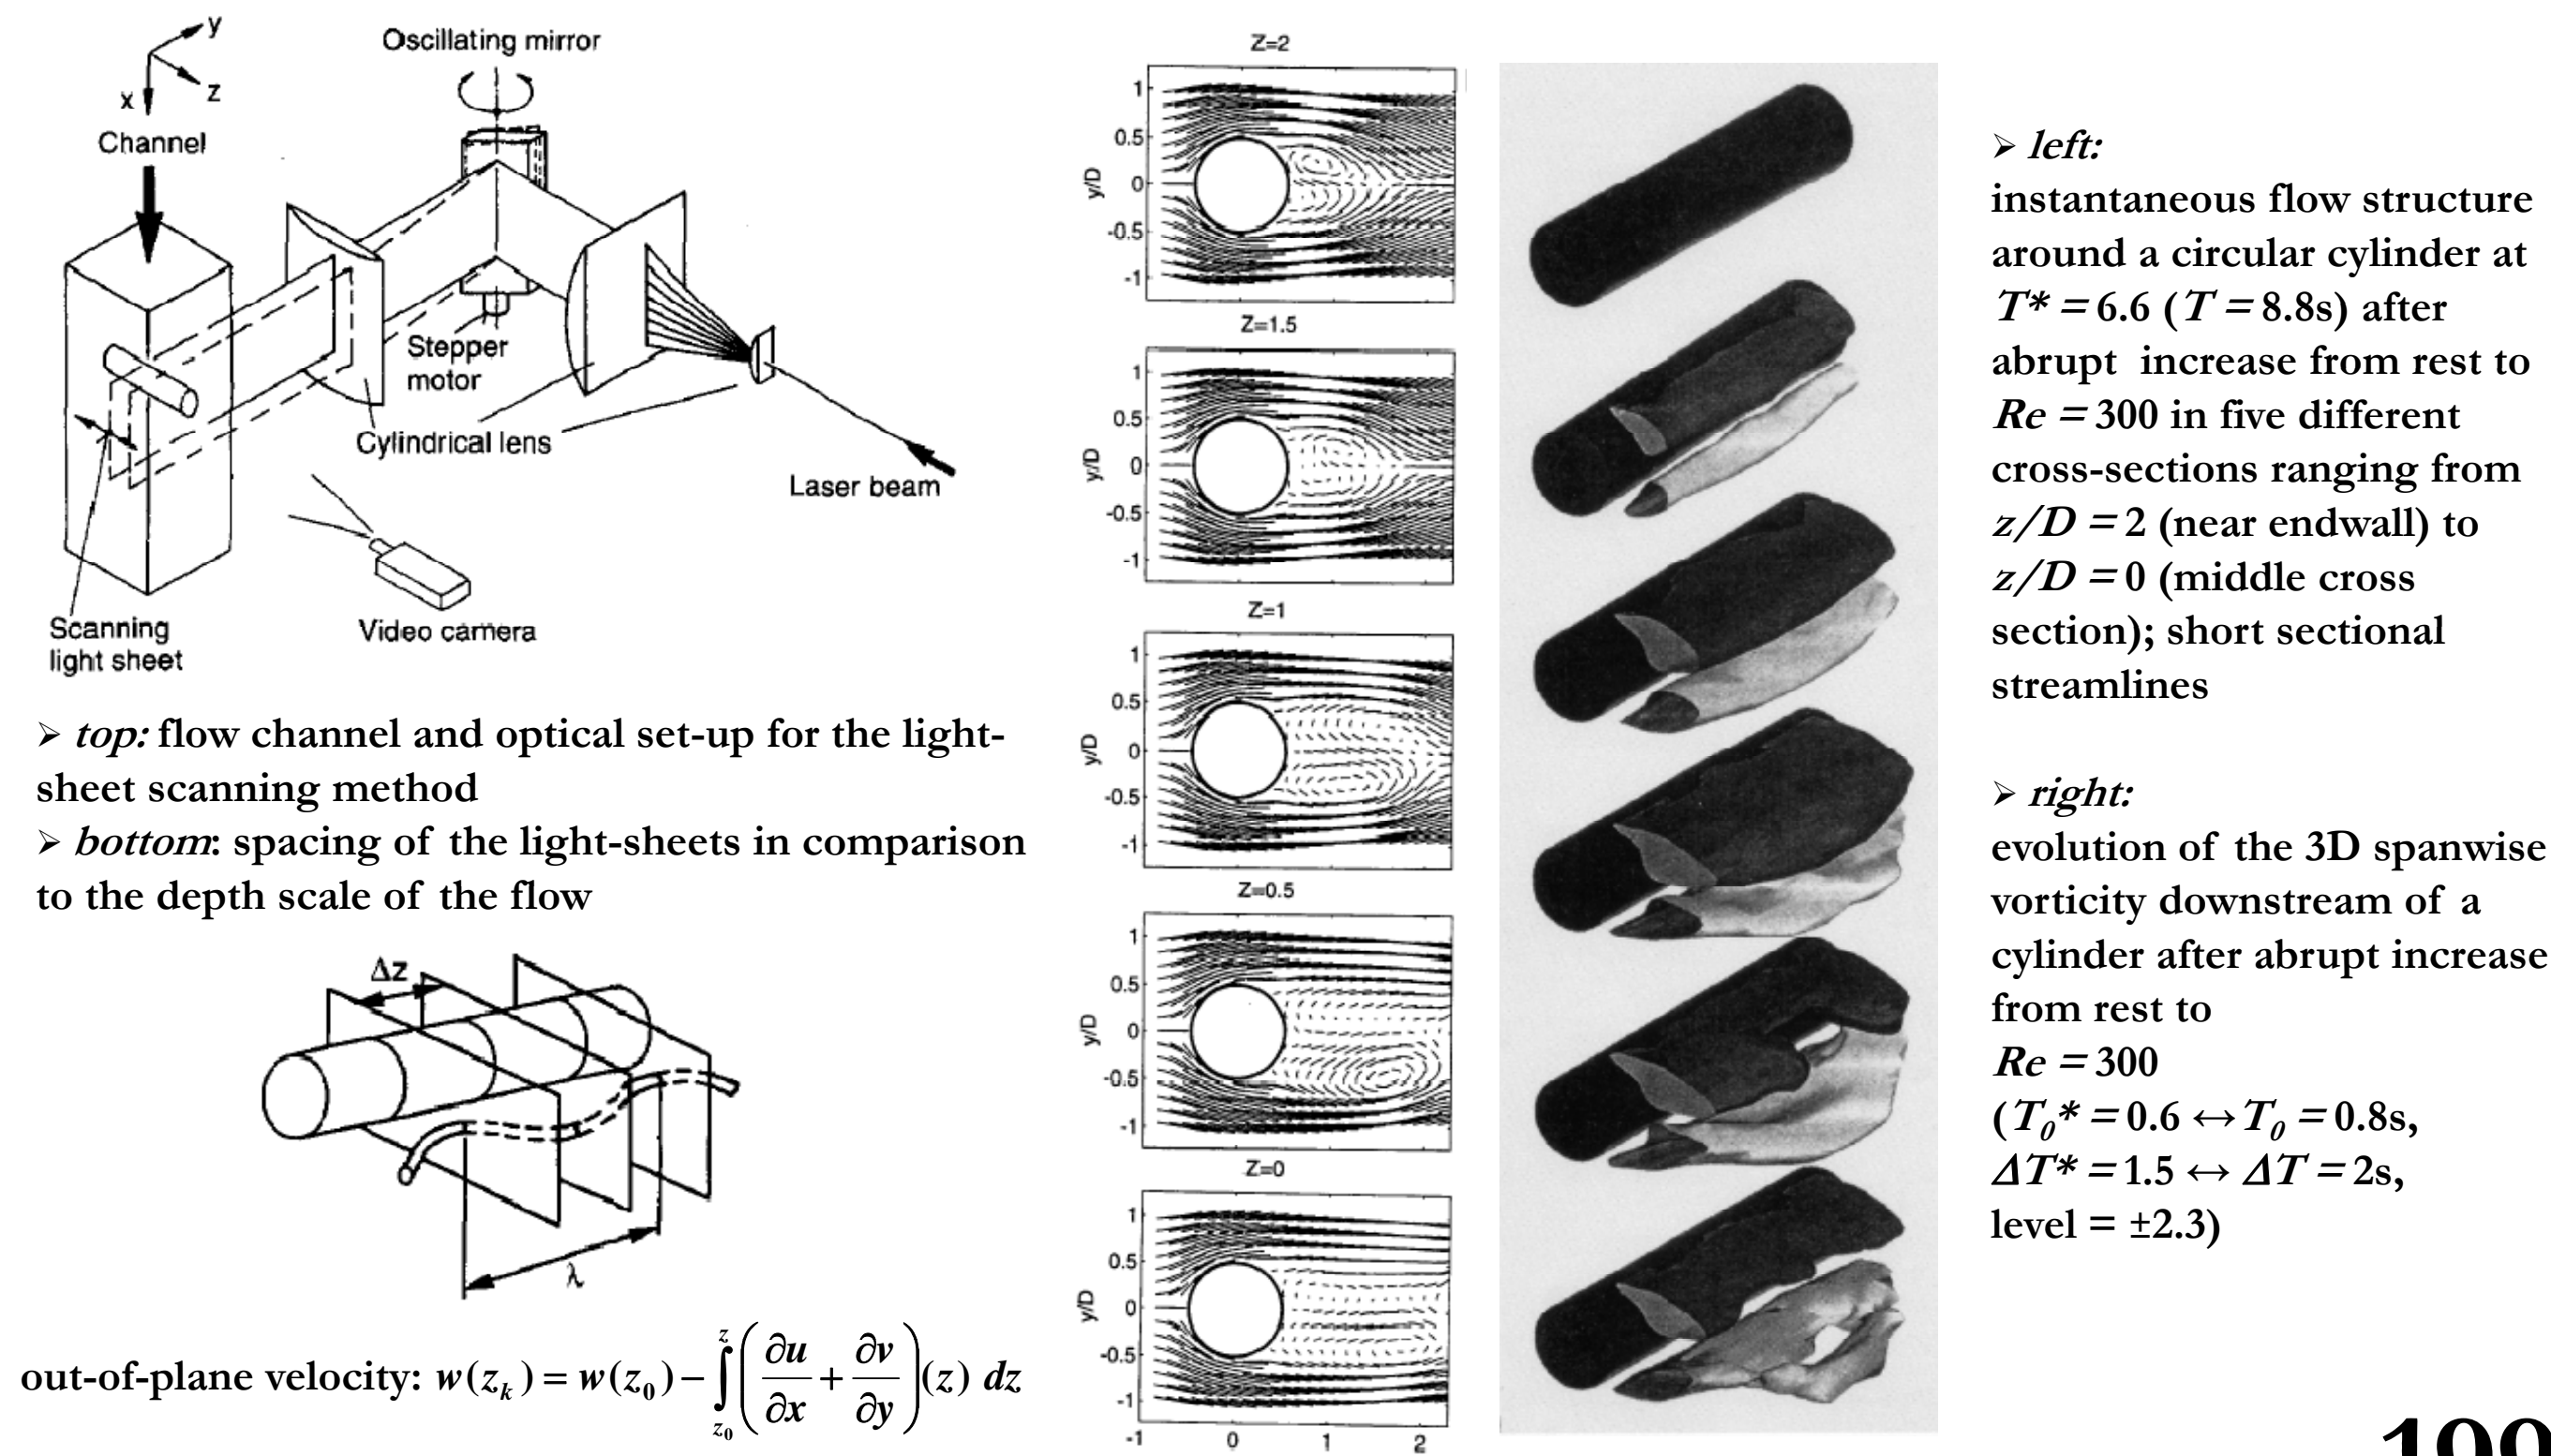 y
z
x
Channel
Oscillating mirror
Stepper
motor
Cylindrical lens
Laser beam
Scanning
light sheet
Video camera
➢ top: flow channel and optical set-up for the light-
sheet scanning method
➢ bottom: spacing of the light-sheets in comparison
to the depth scale of the flow
Δz
λ
out-of-plane velocity: w(z_k) = w(z_0) − ∫_{z_0}^{z} (∂u/∂x + ∂v/∂y)(z) dz
Z=2
1
0.5
0
-0.5
-1
y/D
Z=1.5
1
0.5
0
-0.5
-1
y/D
Z=1
1
0.5
0
-0.5
-1
y/D
Z=0.5
1
0.5
0
-0.5
-1
y/D
Z=0
1
0.5
0
-0.5
-1
y/D
-1 0 1 2
➢ left:
instantaneous flow structure
around a circular cylinder at
T* = 6.6 (T = 8.8s) after
abrupt increase from rest to
Re = 300 in five different
cross-sections ranging from
z/D = 2 (near endwall) to
z/D = 0 (middle cross
section); short sectional
streamlines
➢ right:
evolution of the 3D spanwise
vorticity downstream of a
cylinder after abrupt increase
from rest to
Re = 300
(T_0* = 0.6 ↔ T_0 = 0.8s,
ΔT* = 1.5 ↔ ΔT = 2s,
level = ±2.3)